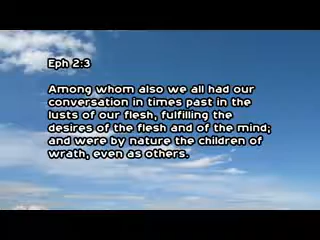 Eph 2:3
Among whom also we all had our
conversation in times past in the
lusts of our flesh, fulfilling the
desires of the flesh and of the mind;
and were by nature the children of
wrath, even as others.